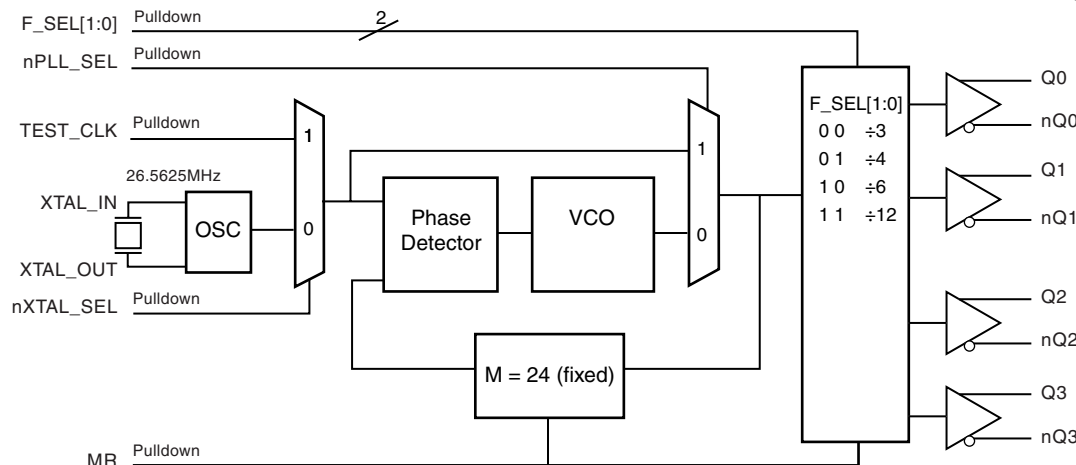 F_SEL[1:0] Pulldown 2
nPLL_SEL Pulldown
TEST_CLK Pulldown
26.5625MHz
XTAL_IN
XTAL_OUT
OSC
nXTAL_SEL Pulldown
1
0
Phase
Detector
VCO
1
0
M = 24 (fixed)
MR Pulldown
F_SEL[1:0]
0 0 ÷3
0 1 ÷4
1 0 ÷6
1 1 ÷12
Q0
nQ0
Q1
nQ1
Q2
nQ2
Q3
nQ3